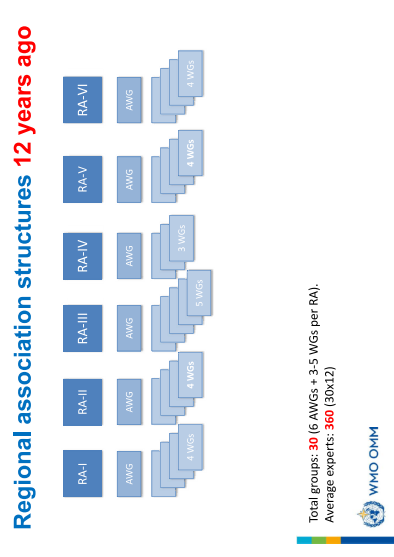 Regional association structures 12 years ago
RA-I RA-II RA-III RA-IV RA-V RA-VI
AWG AWG AWG AWG AWG AWG
4 WGs 4 WGs 5 WGs 3 WGs 4 WGs 4 WGs
Total groups: 30 (6 AWGs + 3-5 WGs per RA).
Average experts: 360 (30x12)
WMO OMM